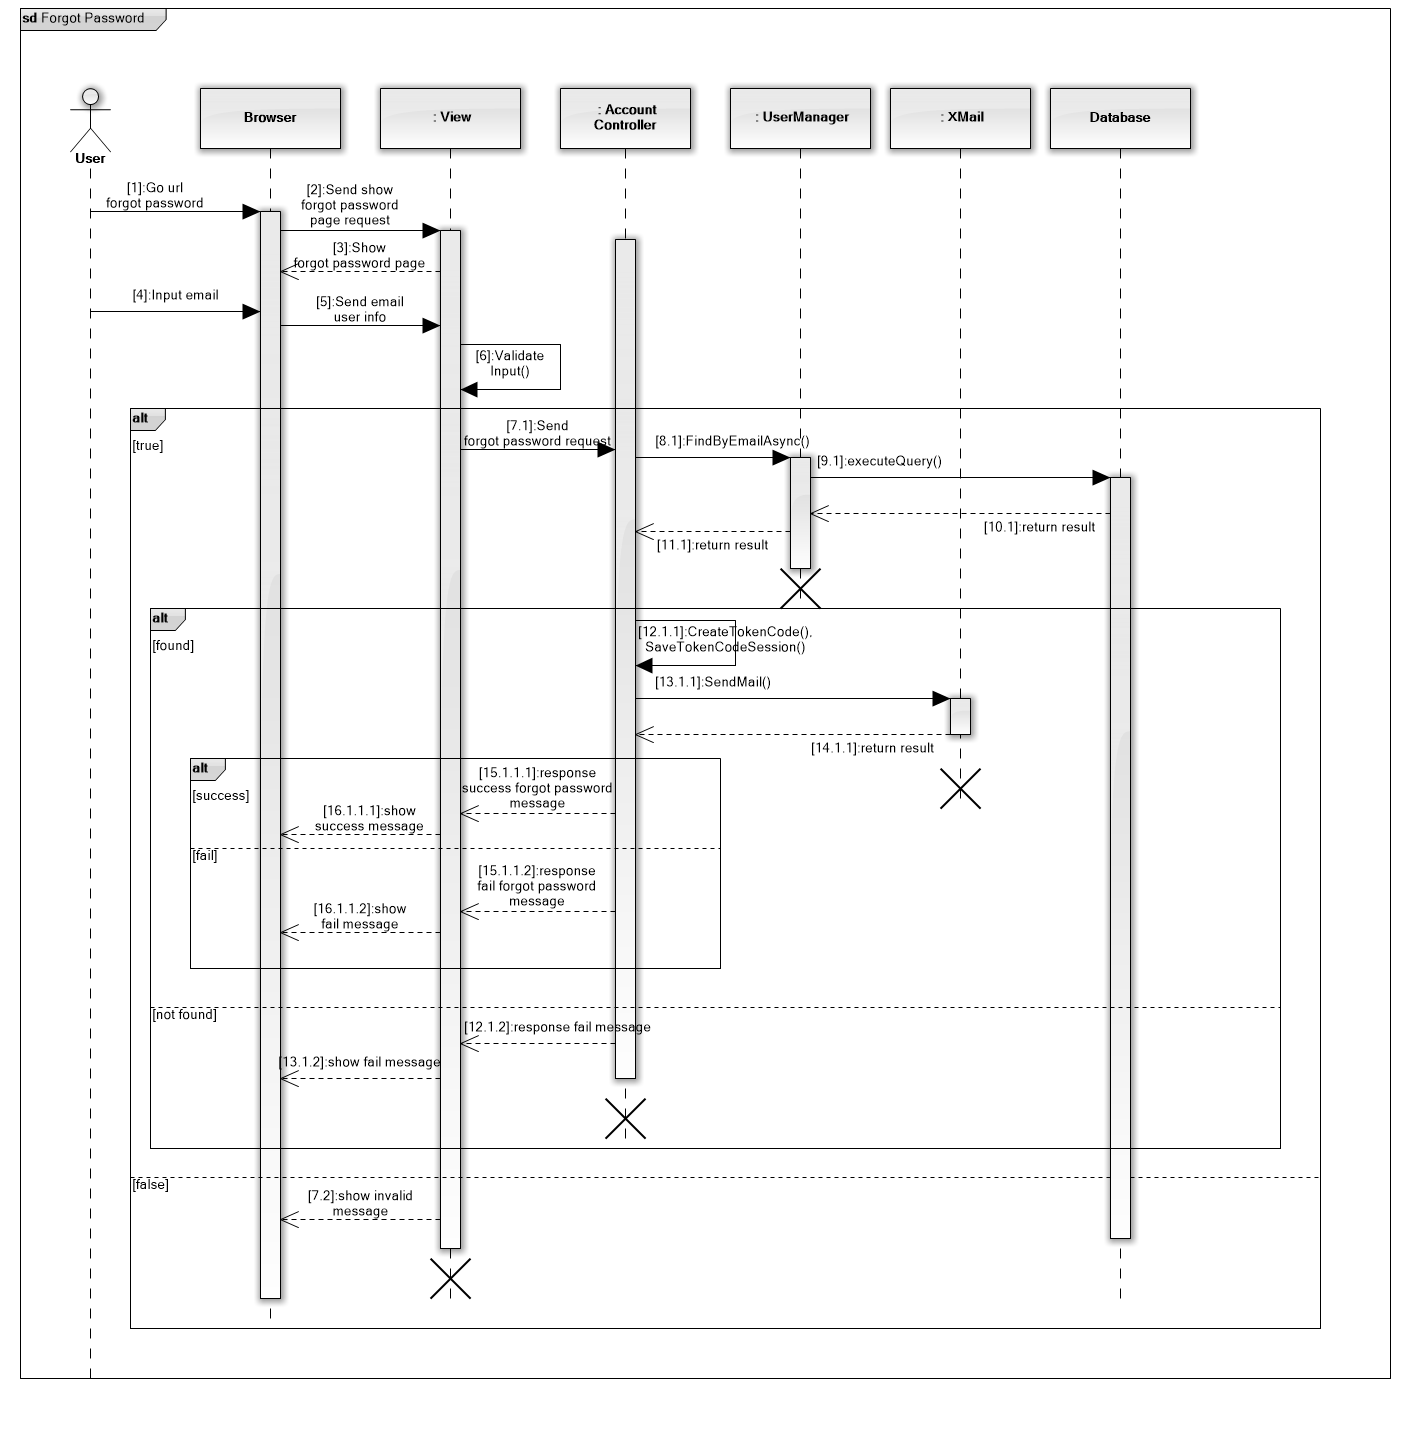 sd Forgot Password
User
Browser
: View
: Account
Controller
: UserManager
: XMail
Database
[1]:Go url
forgot password
[2]:Send show
forgot password
page request
[3]:Show
forgot password page
[4]:Input email
[5]:Send email
user info
[6]:Validate
Input()
alt
[true]
[7.1]:Send
forgot password request
[8.1]:FindByEmailAsync()
[9.1]:executeQuery()
[10.1]:return result
[11.1]:return result
alt
[found]
[12.1.1]:CreateTokenCode(),
SaveTokenCodeSession()
[13.1.1]:SendMail()
[14.1.1]:return result
alt
[success]
[15.1.1.1]:response
success forgot password
message
[16.1.1.1]:show
success message
[fail]
[15.1.1.2]:response
fail forgot password
message
[16.1.1.2]:show
fail message
[not found]
[12.1.2]:response fail message
[13.1.2]:show fail message
[false]
[7.2]:show invalid
message